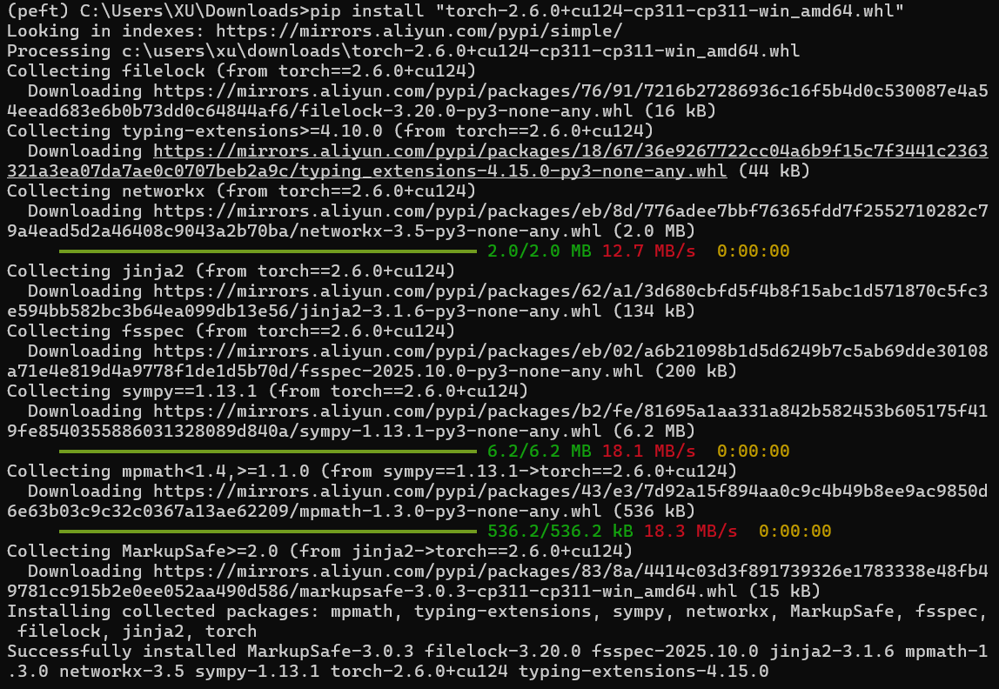 (peft) C:\Users\XU\Downloads>pip install "torch-2.6.0+cu124-cp311-cp311-win_amd64.whl"
Looking in indexes: https://mirrors.aliyun.com/pypi/simple/
Processing c:\users\xu\downloads\torch-2.6.0+cu124-cp311-cp311-win_amd64.whl
Collecting filelock (from torch==2.6.0+cu124)
  Downloading https://mirrors.aliyun.com/pypi/packages/76/91/7216b27286936c16f5b4d0c530087e4a5
4eead683e6b0b73dd0c64844af6/filelock-3.20.0-py3-none-any.whl (16 kB)
Collecting typing-extensions>=4.10.0 (from torch==2.6.0+cu124)
  Downloading https://mirrors.aliyun.com/pypi/packages/18/67/36e9267722cc04a6b9f15c7f3441c2363
321a3ea07da7ae0c0707beb2a9c/typing_extensions-4.15.0-py3-none-any.whl (44 kB)
Collecting networkx (from torch==2.6.0+cu124)
  Downloading https://mirrors.aliyun.com/pypi/packages/eb/8d/776adee7bbf76365fdd7f2552710282c7
9a4ead5d2a46408c9043a2b70ba/networkx-3.5-py3-none-any.whl (2.0 MB)
2.0/2.0 MB 12.7 MB/s  0:00:00
Collecting jinja2 (from torch==2.6.0+cu124)
  Downloading https://mirrors.aliyun.com/pypi/packages/62/a1/3d680cbfd5f4b8f15abc1d571870c5fc3
e594bb582bc3b64ea099db13e56/jinja2-3.1.6-py3-none-any.whl (134 kB)
Collecting fsspec (from torch==2.6.0+cu124)
  Downloading https://mirrors.aliyun.com/pypi/packages/eb/02/a6b21098b1d5d6249b7c5ab69dde30108
a71e4e819d4a9778f1de1d5b70d/fsspec-2025.10.0-py3-none-any.whl (200 kB)
Collecting sympy==1.13.1 (from torch==2.6.0+cu124)
  Downloading https://mirrors.aliyun.com/pypi/packages/b2/fe/81695a1aa331a842b582453b605175f41
9fe8540355886031328089d840a/sympy-1.13.1-py3-none-any.whl (6.2 MB)
6.2/6.2 MB 18.1 MB/s  0:00:00
Collecting mpmath<1.4,>=1.1.0 (from sympy==1.13.1->torch==2.6.0+cu124)
  Downloading https://mirrors.aliyun.com/pypi/packages/43/e3/7d92a15f894aa0c9c4b49b8ee9ac9850d
6e63b03c9c32c0367a13ae62209/mpmath-1.3.0-py3-none-any.whl (536 kB)
536.2/536.2 kB 18.3 MB/s  0:00:00
Collecting MarkupSafe>=2.0 (from jinja2->torch==2.6.0+cu124)
  Downloading https://mirrors.aliyun.com/pypi/packages/83/8a/4414c03d3f891739326e1783338e48fb4
9781cc915b2e0ee052aa490d586/markupsafe-3.0.3-cp311-cp311-win_amd64.whl (15 kB)
Installing collected packages: mpmath, typing-extensions, sympy, networkx, MarkupSafe, fsspec,
 filelock, jinja2, torch
Successfully installed MarkupSafe-3.0.3 filelock-3.20.0 fsspec-2025.10.0 jinja2-3.1.6 mpmath-1
.3.0 networkx-3.5 sympy-1.13.1 torch-2.6.0+cu124 typing-extensions-4.15.0